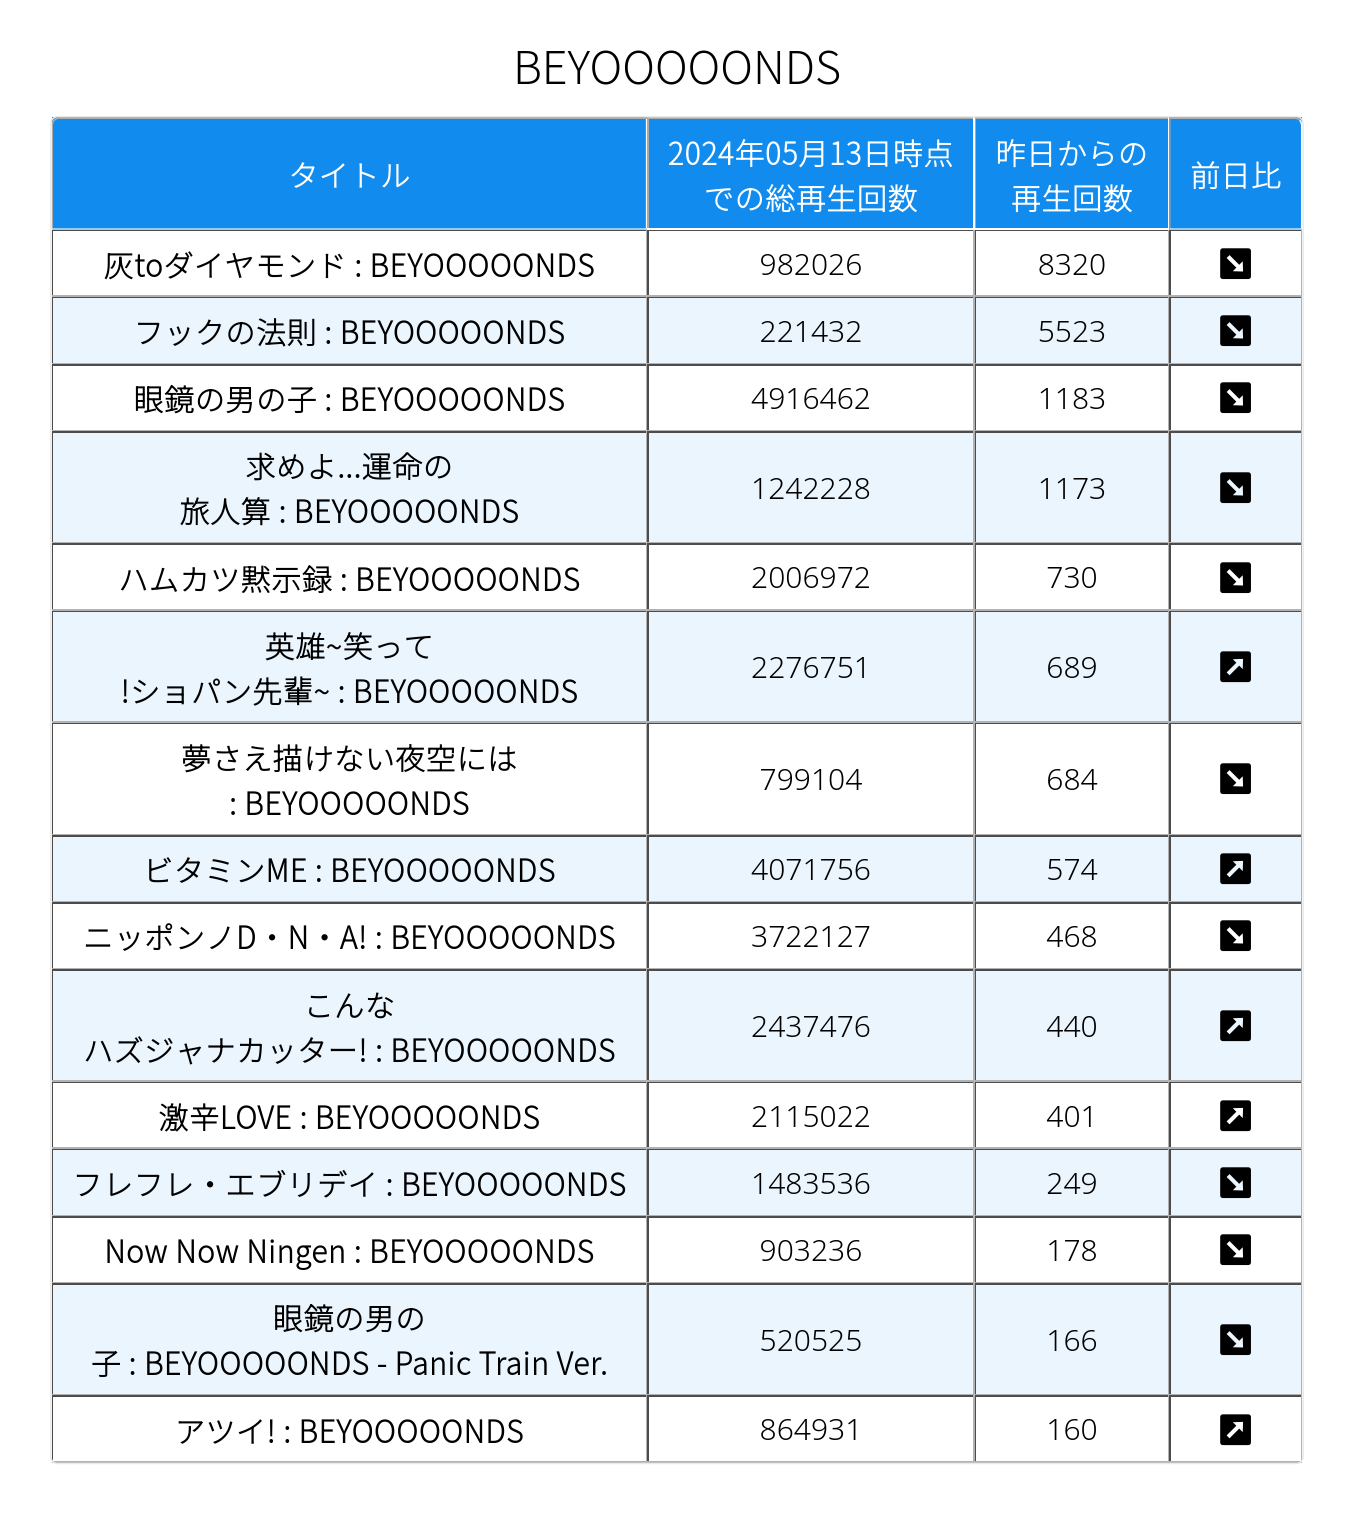 BEYOOOOONDS
タイトル
2024年05月13日時点
での総再生回数
昨日からの
再生回数
前日比
灰toダイヤモンド : BEYOOOOONDS
982026
8320
フックの法則 : BEYOOOOONDS
221432
5523
眼鏡の男の子 : BEYOOOOONDS
4916462
1183
求めよ...運命の
旅人算 : BEYOOOOONDS
1242228
1173
ハムカツ黙示録 : BEYOOOOONDS
2006972
730
英雄~笑って
!ショパン先輩~ : BEYOOOOONDS
2276751
689
夢さえ描けない夜空には
: BEYOOOOONDS
799104
684
ビタミンME : BEYOOOOONDS
4071756
574
ニッポンノD・N・A! : BEYOOOOONDS
3722127
468
こんな
ハズジャナカッター! : BEYOOOOONDS
2437476
440
激辛LOVE : BEYOOOOONDS
2115022
401
フレフレ・エブリデイ : BEYOOOOONDS
1483536
249
Now Now Ningen : BEYOOOOONDS
903236
178
眼鏡の男の
子 : BEYOOOOONDS - Panic Train Ver.
520525
166
アツイ! : BEYOOOOONDS
864931
160